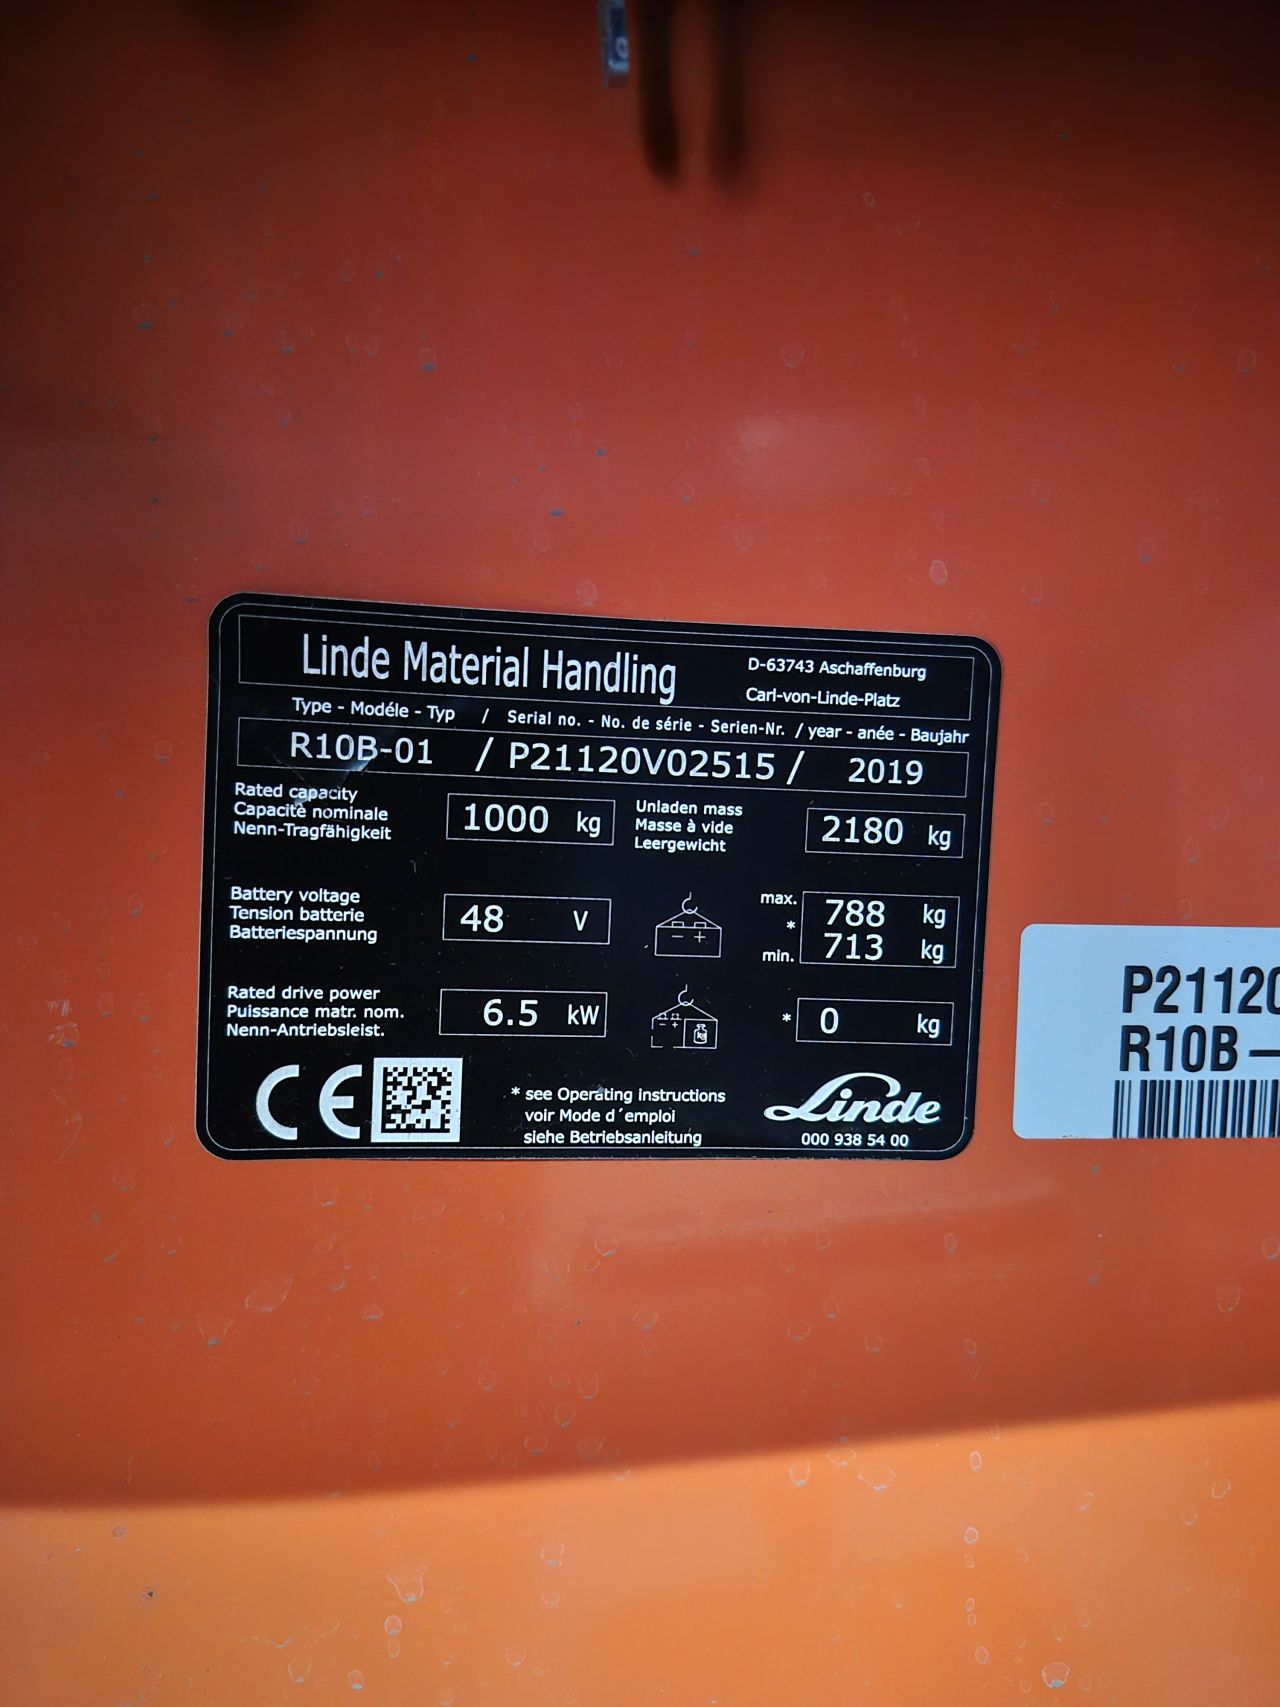 Linde Material Handling
D-63743 Aschaffenburg
Carl-von-Linde-Platz
Type - Modéle - Typ / Serial no. - No. de série - Serien-Nr. / year - anée - Baujahr
R10B-01 / P21120V02515 / 2019
Rated capacity
Capacité nominale
Nenn-Tragfähigkeit
1000 kg
Unladen mass
Masse à vide
Leergewicht
2180 kg
Battery voltage
Tension batterie
Batteriespannung
48 V
- +
max. 788 kg
*
min. 713 kg
Rated drive power
Puissance matr. nom.
Nenn-Antriebsleist.
6.5 kW
- + kg
* 0 kg
CE
* see Operating instructions
voir Mode d´emploi
siehe Betriebsanleitung
Linde
000 938 54 00
P21120
R10B-